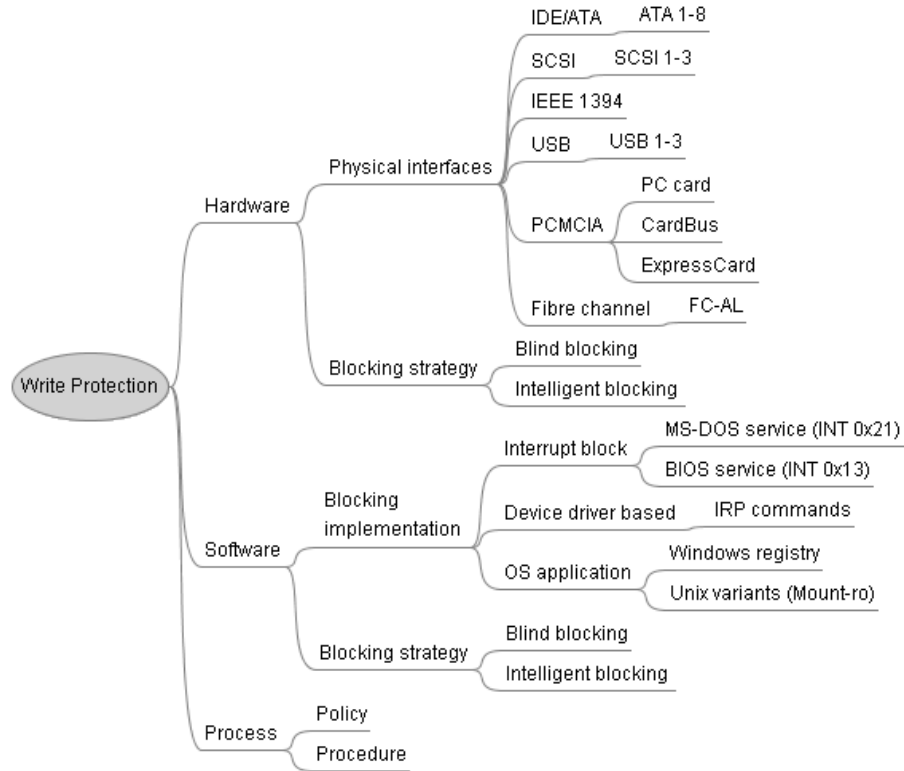 Write Protection
Hardware
Physical interfaces
IDE/ATA
ATA 1-8
SCSI
SCSI 1-3
IEEE 1394
USB
USB 1-3
PCMCIA
PC card
CardBus
ExpressCard
Fibre channel
FC-AL
Blocking strategy
Blind blocking
Intelligent blocking
Software
Blocking
implementation
Interrupt block
MS-DOS service (INT 0x21)
BIOS service (INT 0x13)
Device driver based
IRP commands
OS application
Windows registry
Unix variants (Mount-ro)
Blocking strategy
Blind blocking
Intelligent blocking
Process
Policy
Procedure